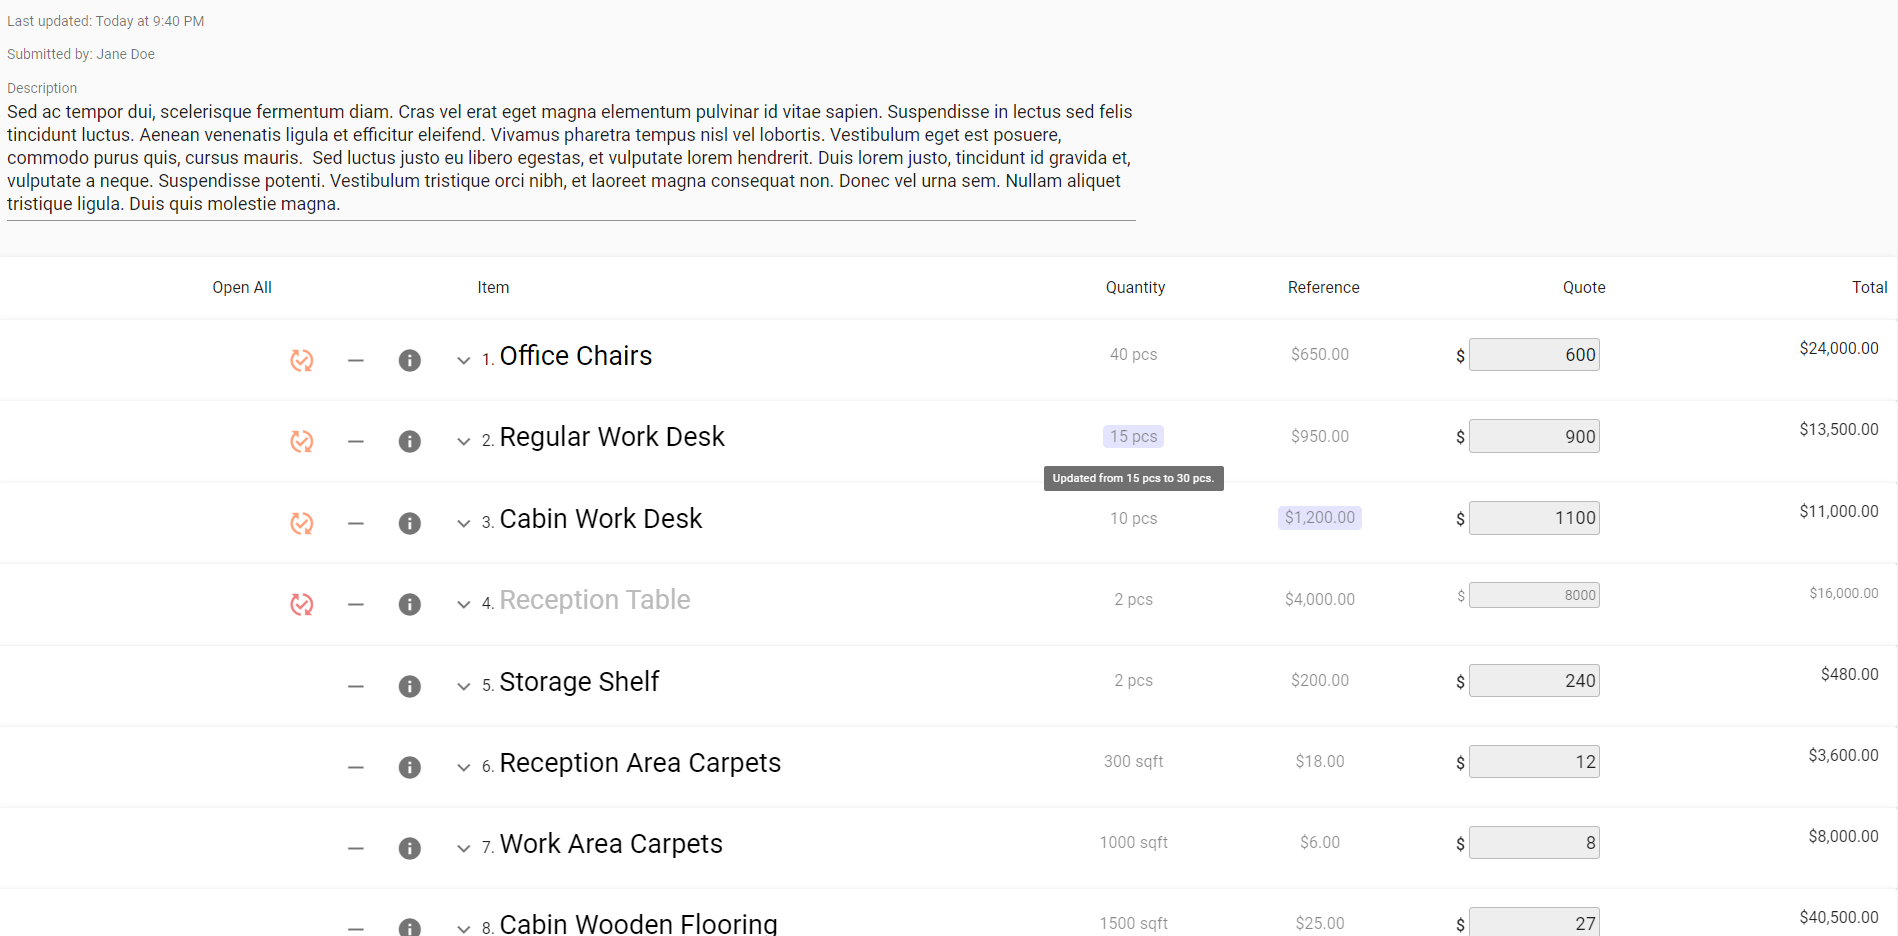 Last updated: Today at 9:40 PM
Submitted by: Jane Doe
Description
Sed ac tempor dui, scelerisque fermentum diam. Cras vel erat eget magna elementum pulvinar id vitae sapien. Suspendisse in lectus sed felis
tincidunt luctus. Aenean venenatis ligula et efficitur eleifend. Vivamus pharetra tempus nisl vel lobortis. Vestibulum eget est posuere,
commodo purus quis, cursus mauris.  Sed luctus justo eu libero egestas, et vulputate lorem hendrerit. Duis lorem justo, tincidunt id gravida et,
vulputate a neque. Suspendisse potenti. Vestibulum tristique orci nibh, et laoreet magna consequat non. Donec vel urna sem. Nullam aliquet
tristique ligula. Duis quis molestie magna.
Open All Item Quantity Reference Quote Total
1. Office Chairs 40 pcs $650.00 $ 600 $24,000.00
2. Regular Work Desk 15 pcs $950.00 $ 900 $13,500.00
Updated from 15 pcs to 30 pcs.
3. Cabin Work Desk 10 pcs $1,200.00 $ 1100 $11,000.00
4. Reception Table 2 pcs $4,000.00 $ 8000 $16,000.00
5. Storage Shelf 2 pcs $200.00 $ 240 $480.00
6. Reception Area Carpets 300 sqft $18.00 $ 12 $3,600.00
7. Work Area Carpets 1000 sqft $6.00 $ 8 $8,000.00
8. Cabin Wooden Flooring 1500 sqft $25.00 $ 27 $40,500.00